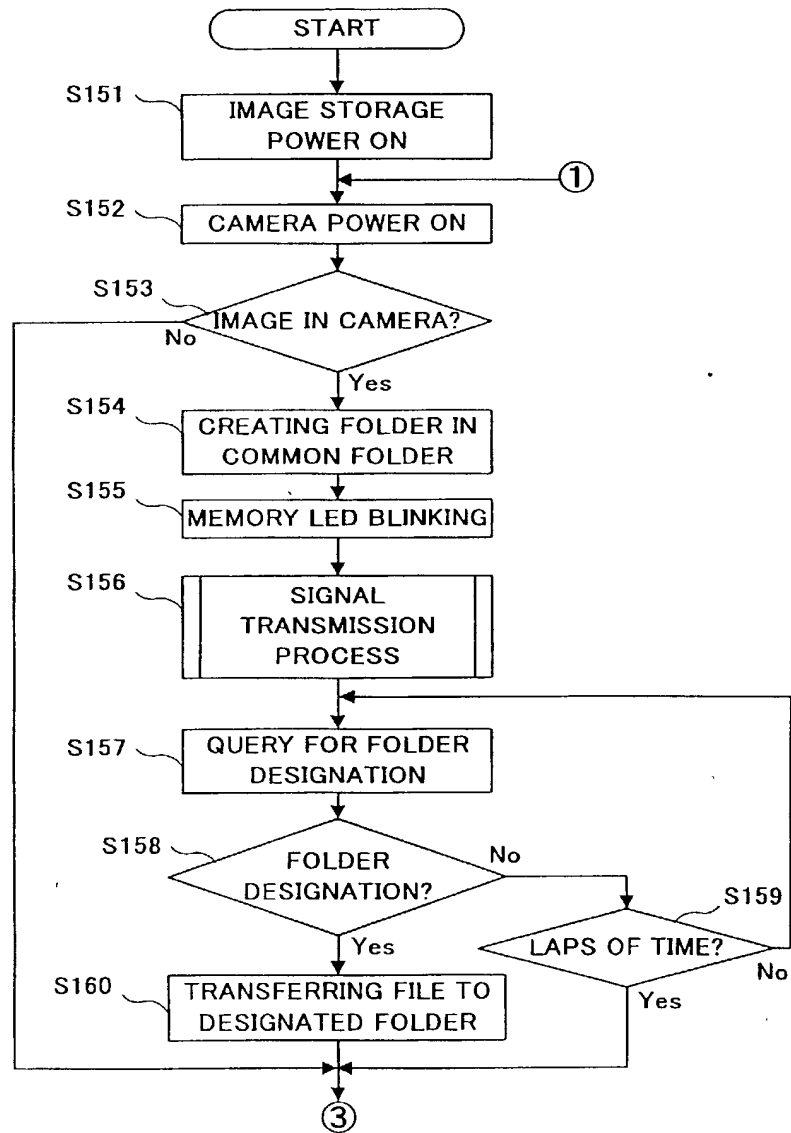 START
S151
IMAGE STORAGE
POWER ON
①
S152
CAMERA POWER ON
S153
IMAGE IN CAMERA?
No
Yes
S154
CREATING FOLDER IN
COMMON FOLDER
S155
MEMORY LED BLINKING
S156
SIGNAL
TRANSMISSION
PROCESS
S157
QUERY FOR FOLDER
DESIGNATION
S158
FOLDER
DESIGNATION?
No
Yes
S159
LAPS OF TIME?
No
Yes
S160
TRANSFERRING FILE TO
DESIGNATED FOLDER
③